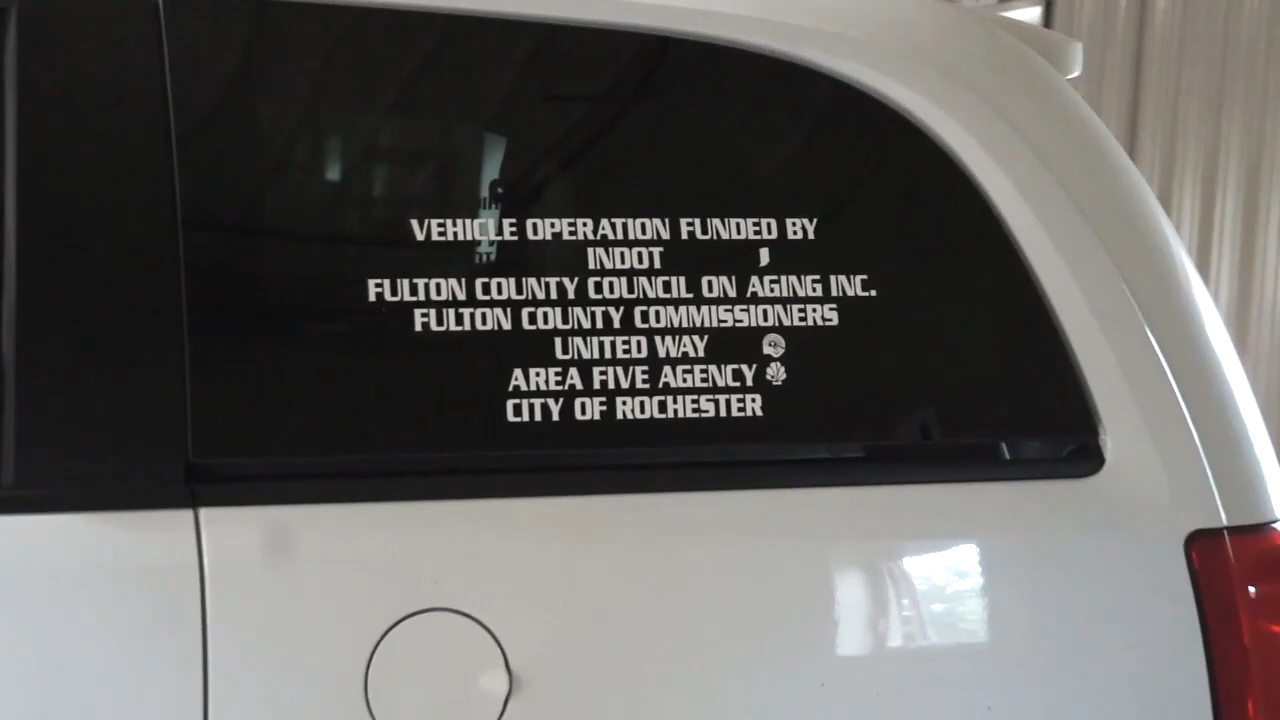 VEHICLE OPERATION FUNDED BY
INDOT
FULTON COUNTY COUNCIL ON AGING INC.
FULTON COUNTY COMMISSIONERS
UNITED WAY
AREA FIVE AGENCY
CITY OF ROCHESTER